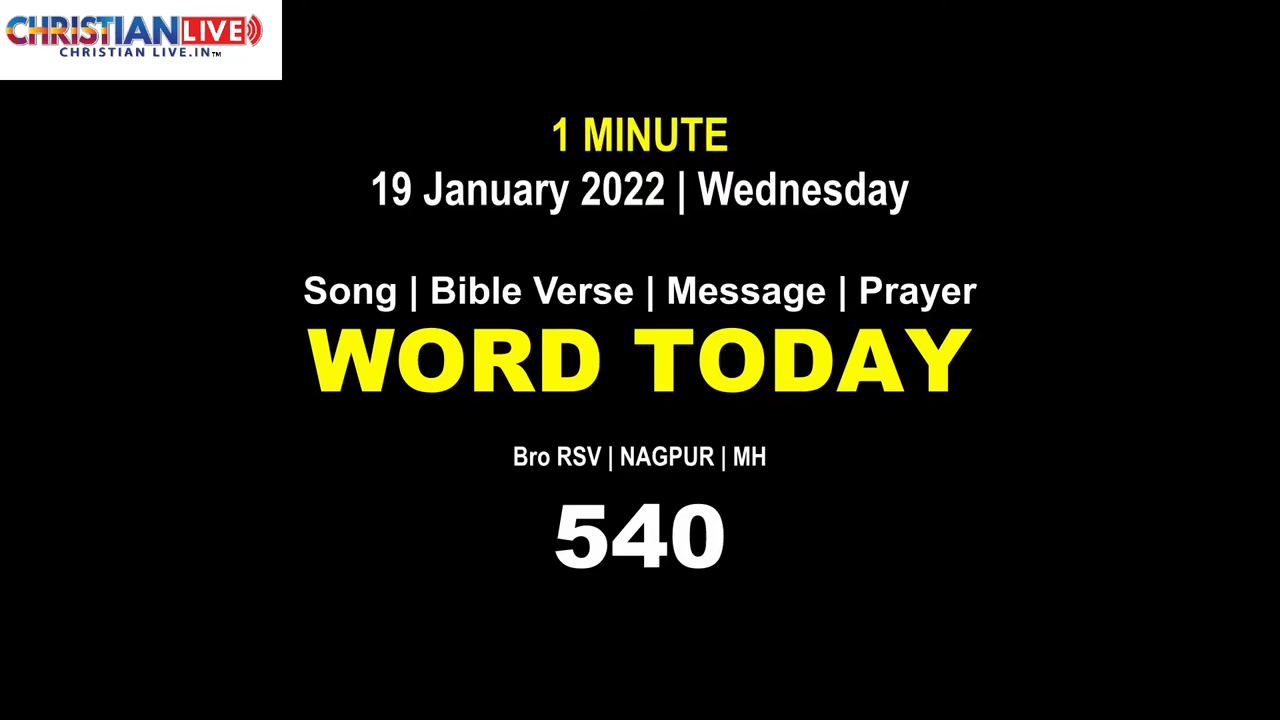 CHRISTIANLIVE
CHRISTIAN LIVE.IN™
1 MINUTE
19 January 2022 | Wednesday
Song | Bible Verse | Message | Prayer
WORD TODAY
Bro RSV | NAGPUR | MH
540